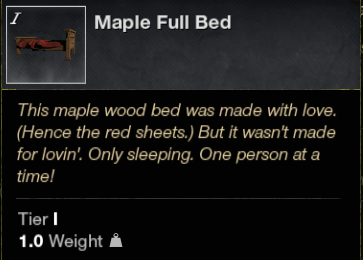 I
Maple Full Bed
This maple wood bed was made with love.
(Hence the red sheets.) But it wasn't made
for lovin'. Only sleeping. One person at a
time!
Tier I
1.0 Weight